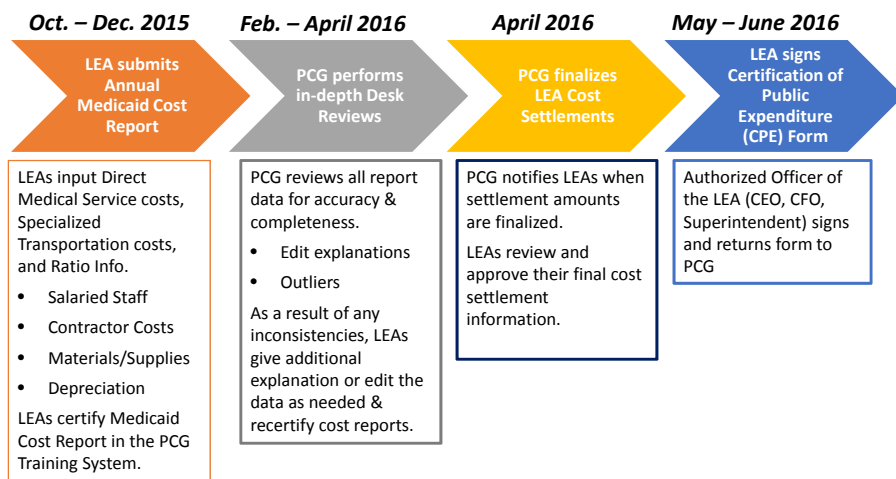 Oct. – Dec. 2015
Feb. – April 2016
April 2016
May – June 2016
LEA submits
Annual
Medicaid Cost
Report
PCG performs
in-depth Desk
Reviews
PCG finalizes
LEA Cost
Settlements
LEA signs
Certification of
Public
Expenditure
(CPE) Form
LEAs input Direct
Medical Service costs,
Specialized
Transportation costs,
and Ratio Info.
• Salaried Staff
• Contractor Costs
• Materials/Supplies
• Depreciation
LEAs certify Medicaid
Cost Report in the PCG
Training System.
PCG reviews all report
data for accuracy &
completeness.
• Edit explanations
• Outliers
As a result of any
inconsistencies, LEAs
give additional
explanation or edit the
data as needed &
recertify cost reports.
PCG notifies LEAs when
settlement amounts
are finalized.
LEAs review and
approve their final cost
settlement
information.
Authorized Officer of
the LEA (CEO, CFO,
Superintendent) signs
and returns form to
PCG